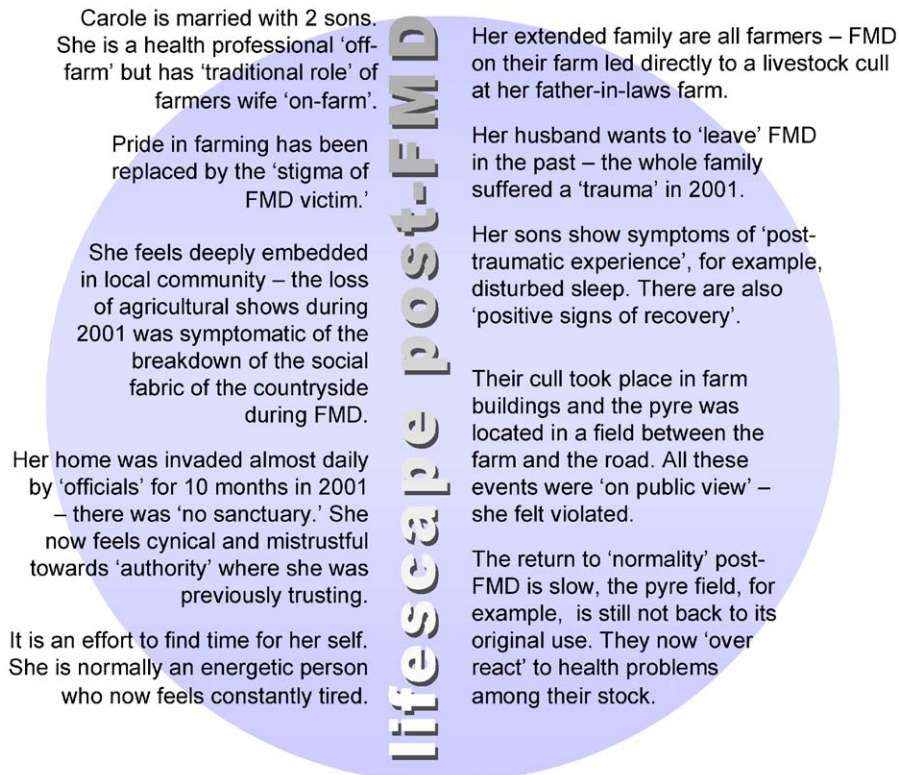 Carole is married with 2 sons.
She is a health professional ‘off-
farm’ but has ‘traditional role’ of
farmers wife ‘on-farm’.
Pride in farming has been
replaced by the ‘stigma of
FMD victim.’
She feels deeply embedded
in local community – the loss
of agricultural shows during
2001 was symptomatic of the
breakdown of the social
fabric of the countryside
during FMD.
Her home was invaded almost daily
by ‘officials’ for 10 months in 2001
– there was ‘no sanctuary.’ She
now feels cynical and mistrustful
towards ‘authority’ where she was
previously trusting.
It is an effort to find time for her self.
She is normally an energetic person
who now feels constantly tired.
lifescape post-FMD
Her extended family are all farmers – FMD
on their farm led directly to a livestock cull
at her father-in-laws farm.
Her husband wants to ‘leave’ FMD
in the past – the whole family
suffered a ‘trauma’ in 2001.
Her sons show symptoms of ‘post-
traumatic experience’, for example,
disturbed sleep. There are also
‘positive signs of recovery’.
Their cull took place in farm
buildings and the pyre was
located in a field between the
farm and the road. All these
events were ‘on public view’ –
she felt violated.
The return to ‘normality’ post-
FMD is slow, the pyre field, for
example,  is still not back to its
original use. They now ‘over
react’ to health problems
among their stock.